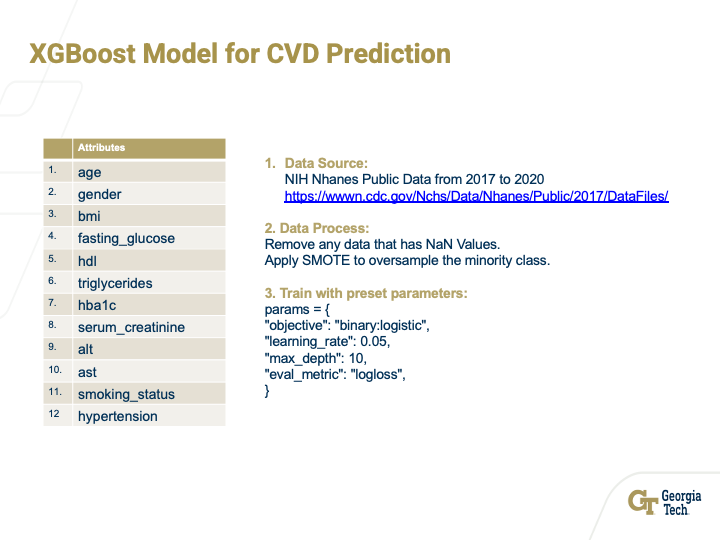 XGBoost Model for CVD Prediction
Attributes
1. age
2. gender
3. bmi
4. fasting_glucose
5. hdl
6. triglycerides
7. hba1c
8. serum_creatinine
9. alt
10. ast
11. smoking_status
12 hypertension
1. Data Source:
NIH Nhanes Public Data from 2017 to 2020
https://wwwn.cdc.gov/Nchs/Data/Nhanes/Public/2017/DataFiles/
2. Data Process:
Remove any data that has NaN Values.
Apply SMOTE to oversample the minority class.
3. Train with preset parameters:
params = {
"objective": "binary:logistic",
"learning_rate": 0.05,
"max_depth": 10,
"eval_metric": "logloss",
}
GT Georgia
Tech